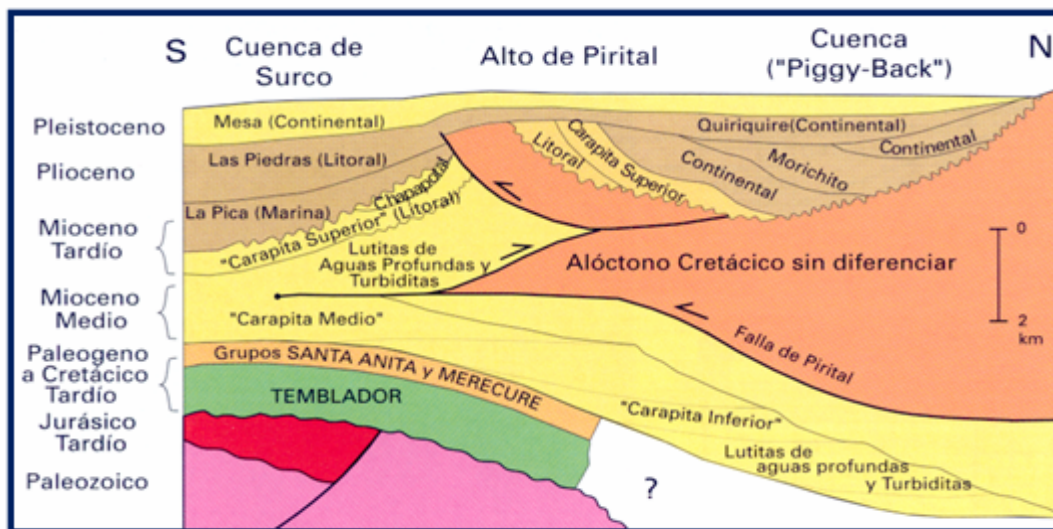 S
Cuenca de
Surco
Alto de Pirital
Cuenca
("Piggy-Back")
N
Pleistoceno
Plioceno
Mioceno
Tardío
Mioceno
Medio
Paleogeno
a Cretácico
Tardío
Jurásico
Tardío
Paleozoico
Mesa (Continental)
Las Piedras (Litoral)
La Pica (Marina)
Chapapotal
"Carapita Superior" (Litoral)
Lutitas de
Aguas Profundas y
Turbiditas
"Carapita Medio"
Grupos SANTA ANITA y MERECURE
TEMBLADOR
Litoral
Carapita Superior
Continental
Morichito
Quiriquire(Continental)
Continental
Alóctono Cretácico sin diferenciar
Falla de Pirital
0
2
km
"Carapita Inferior"
Lutitas de
aguas profundas
y Turbiditas
?